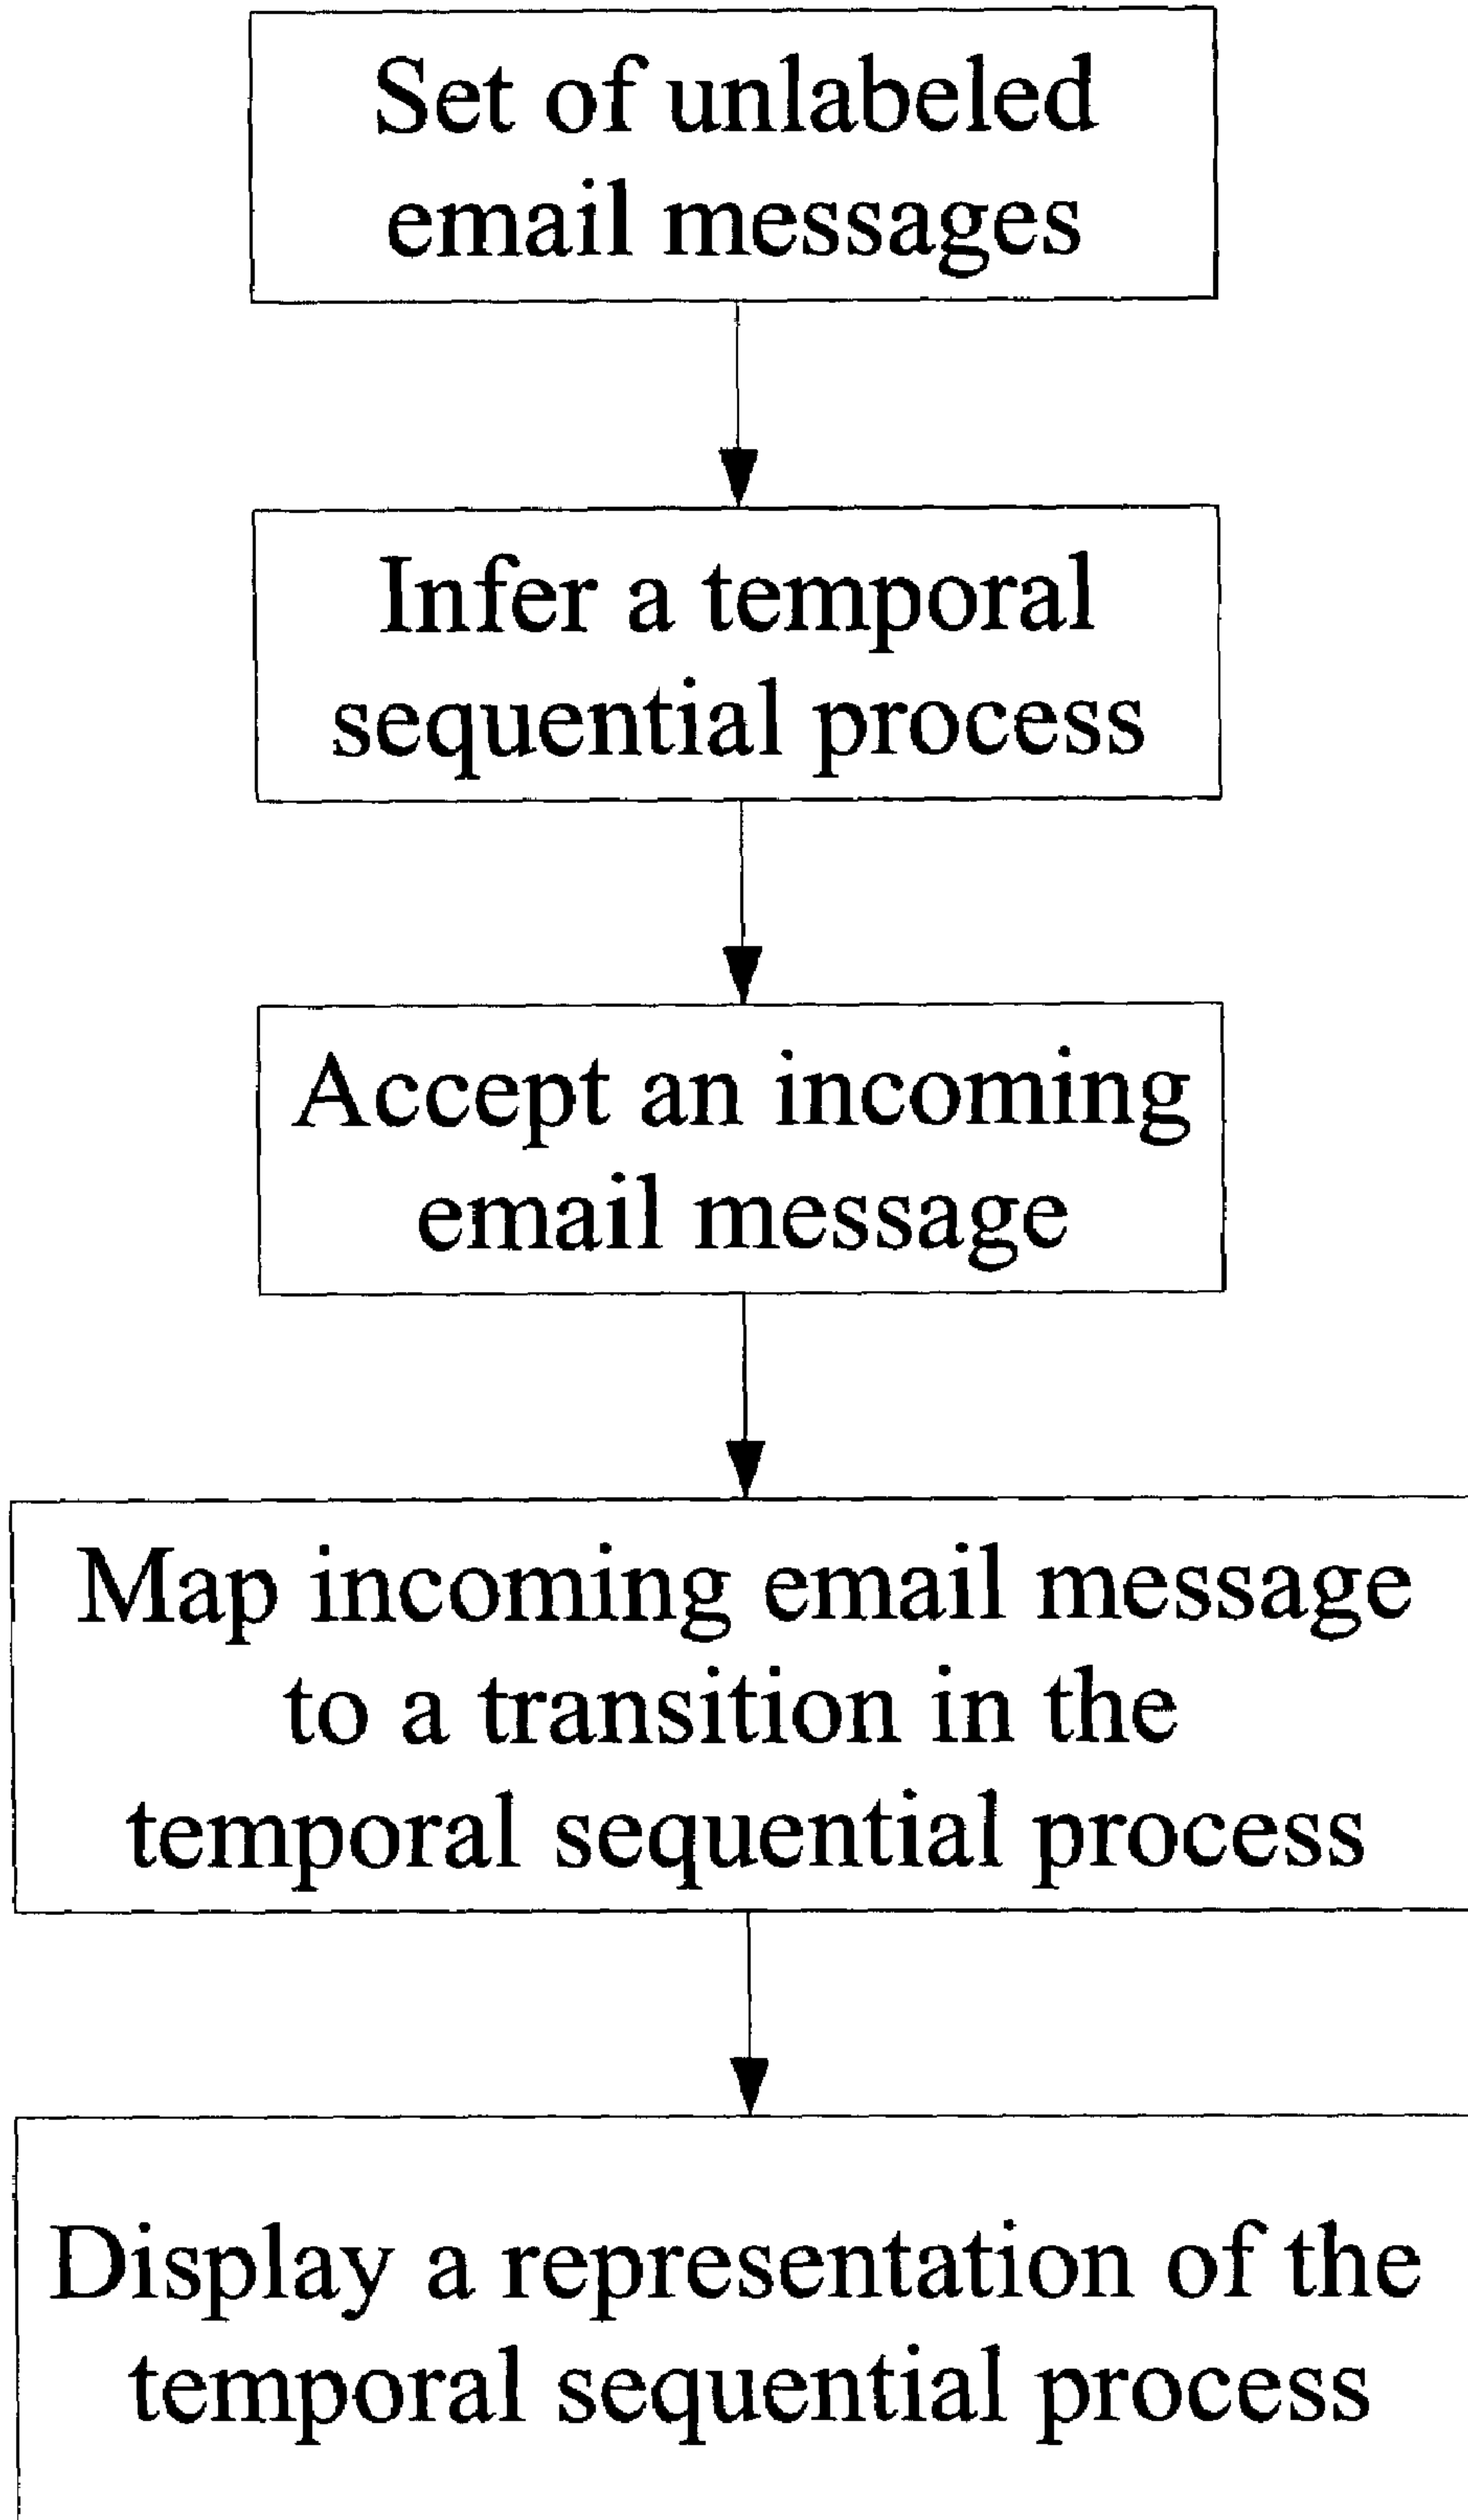 Set of unlabeled
email messages
Infer a temporal
sequential process
Accept an incoming
email message
Map incoming email message
to a transition in the
temporal sequential process
Display a representation of the
temporal sequential process